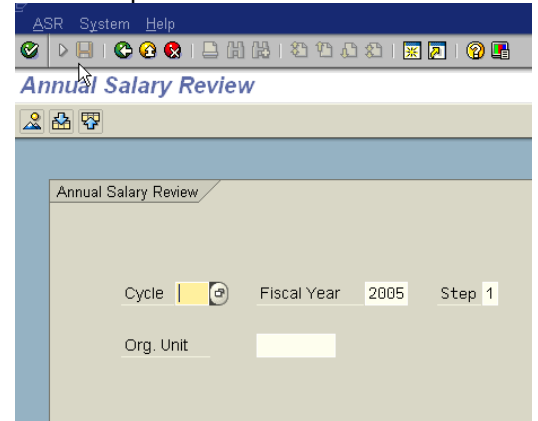 ASR System Help
Annual Salary Review
Annual Salary Review
Cycle Fiscal Year 2005 Step 1
Org. Unit